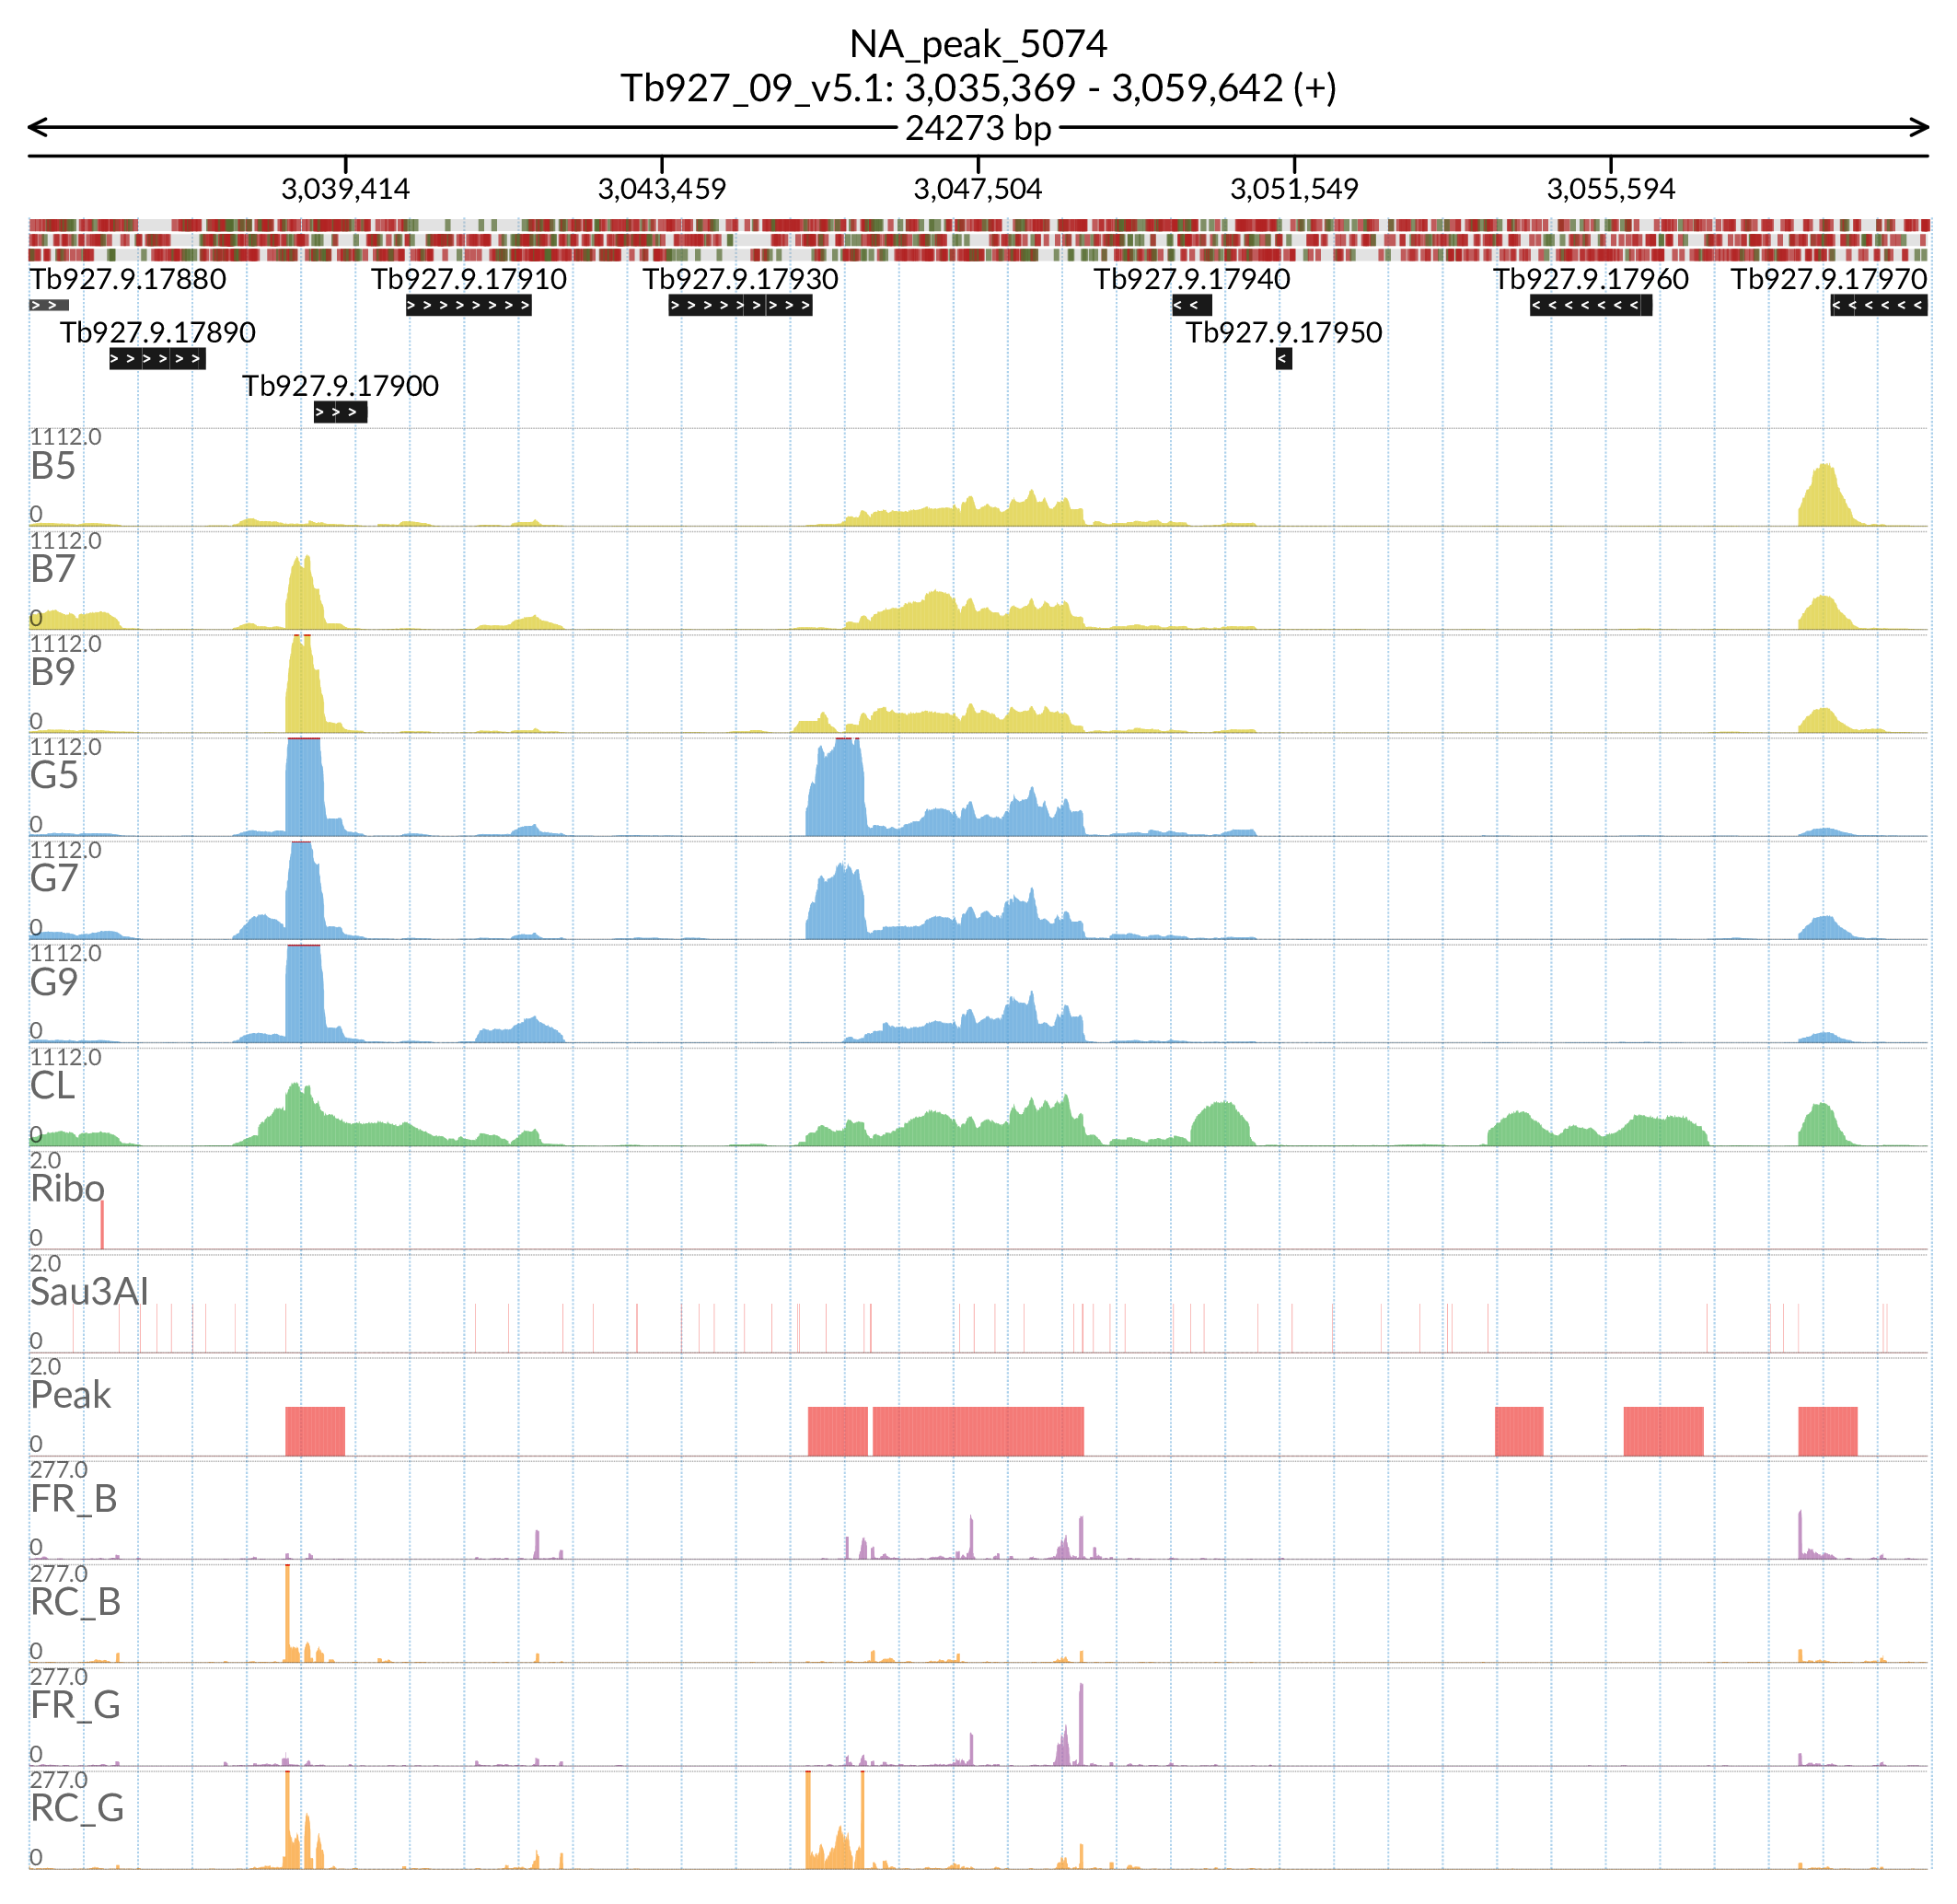 NA_peak_5074
Tb927_09_v5.1: 3,035,369 - 3,059,642 (+)
24273 bp
3,039,414 3,043,459 3,047,504 3,051,549 3,055,594
Tb927.9.17880 Tb927.9.17910 Tb927.9.17930 Tb927.9.17940 Tb927.9.17960 Tb927.9.17970
Tb927.9.17890 Tb927.9.17950
Tb927.9.17900
1112.0
B5
0
1112.0
B7
0
1112.0
B9
0
1112.0
G5
0
1112.0
G7
0
1112.0
G9
0
1112.0
CL
0
2.0
Ribo
0
2.0
Sau3AI
0
2.0
Peak
0
277.0
FR_B
0
277.0
RC_B
0
277.0
FR_G
0
277.0
RC_G
0